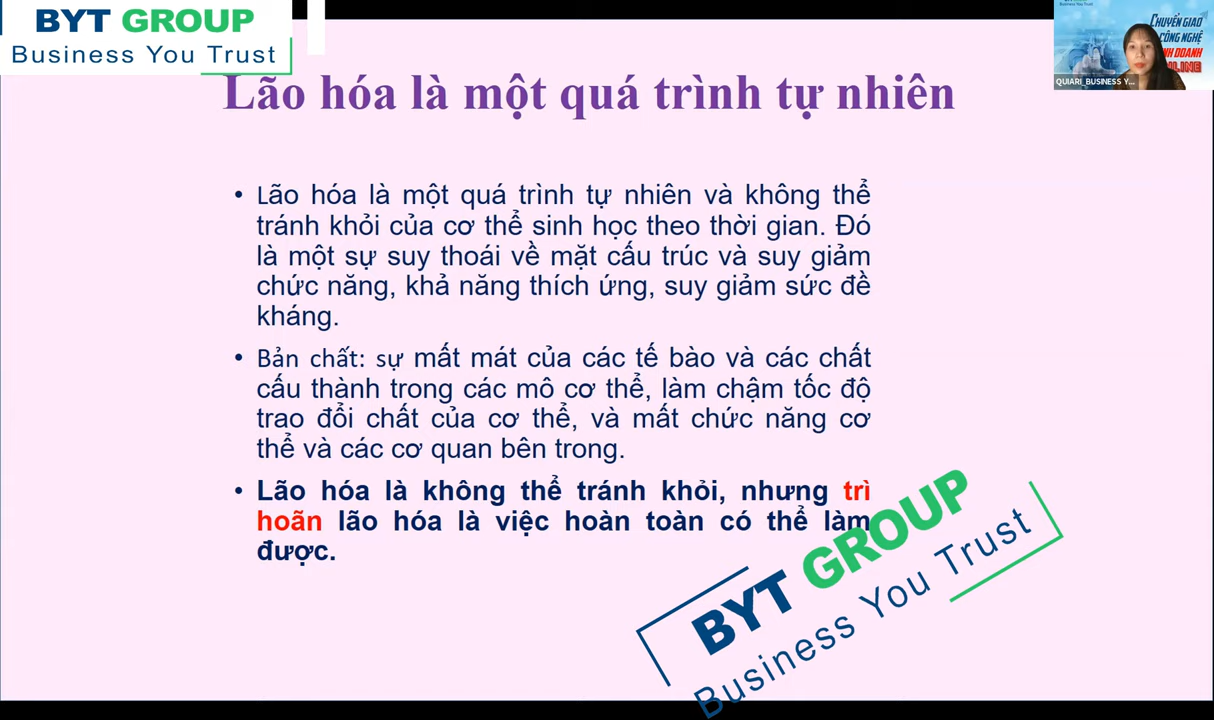 BYT GROUP
Business You Trust
CHUYỂN GIAO
CÔNG NGHỆ
DOANH
QUIARI_BUSINESS Y...
Lão hóa là một quá trình tự nhiên
• Lão hóa là một quá trình tự nhiên và không thể
tránh khỏi của cơ thể sinh học theo thời gian. Đó
là một sự suy thoái về mặt cấu trúc và suy giảm
chức năng, khả năng thích ứng, suy giảm sức đề
kháng.
• Bản chất: sự mất mát của các tế bào và các chất
cấu thành trong các mô cơ thể, làm chậm tốc độ
trao đổi chất của cơ thể, và mất chức năng cơ
thể và các cơ quan bên trong.
• Lão hóa là không thể tránh khỏi, nhưng trì
hoãn lão hóa là việc hoàn toàn có thể làm
được.
BYT GROUP
Business You Trust